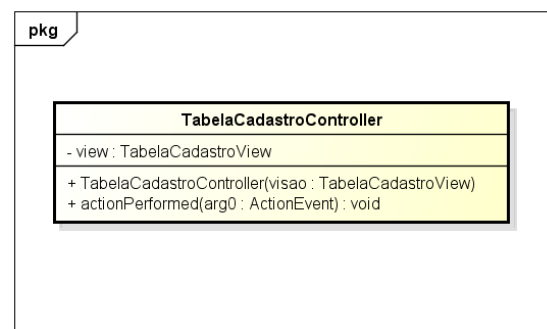 pkg
TabelaCadastroController
- view : TabelaCadastroView
+ TabelaCadastroController(visao : TabelaCadastroView)
+ actionPerformed(arg0 : ActionEvent) : void